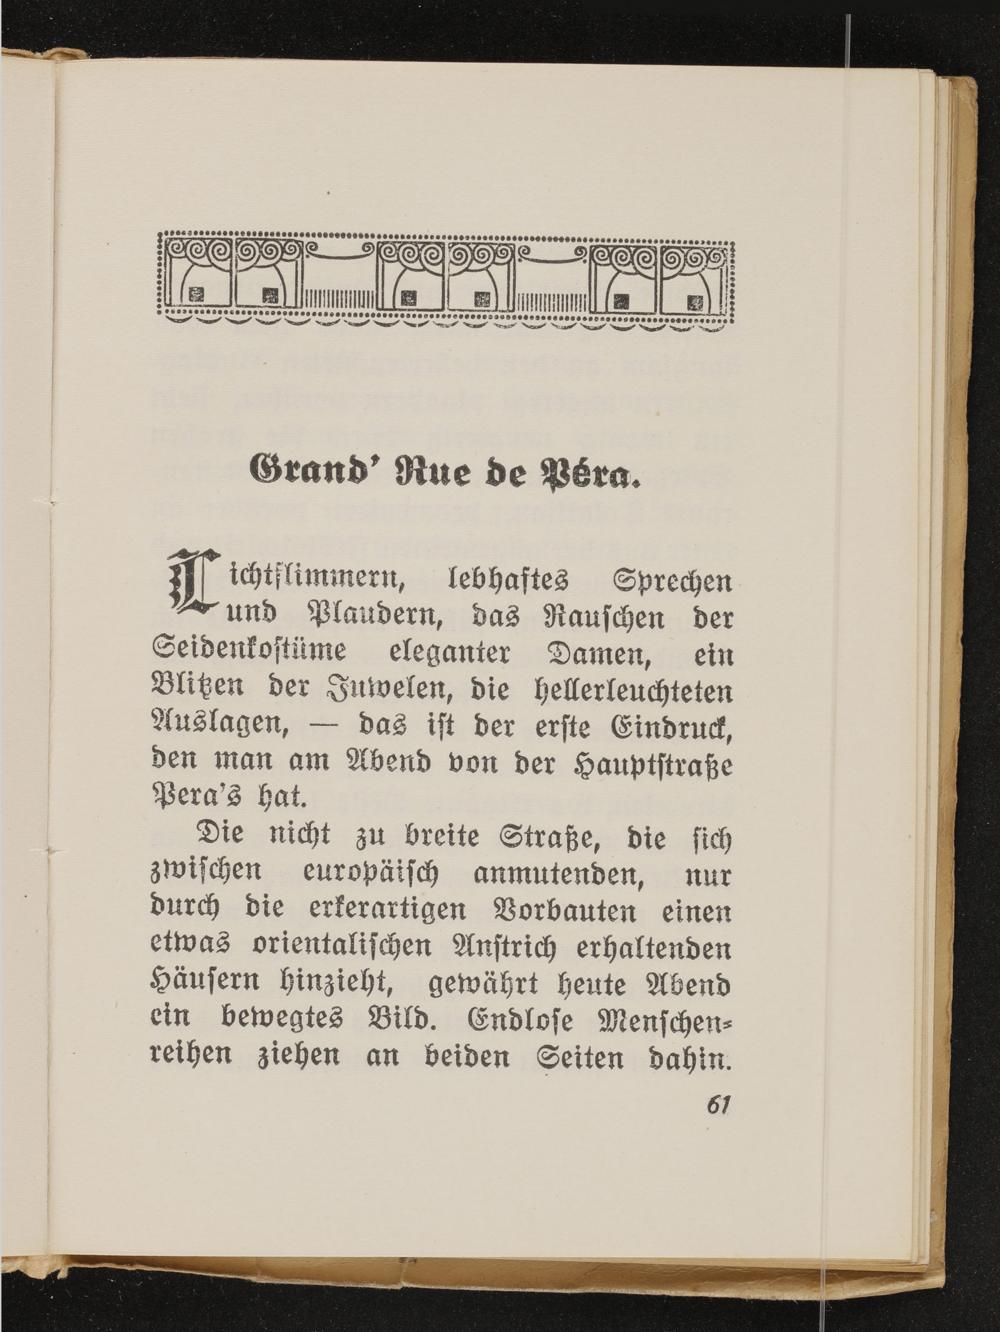 Grand' Rue de Péra.
Lichtflimmern, lebhaftes Sprechen
und Plaudern, das Rauschen der
Seidenkostüme eleganter Damen, ein
Blitzen der Juwelen, die hellerleuchteten
Auslagen, — das ist der erste Eindruck,
den man am Abend von der Hauptstraße
Pera's hat.
Die nicht zu breite Straße, die sich
zwischen europäisch anmutenden, nur
durch die erkerartigen Vorbauten einen
etwas orientalischen Anstrich erhaltenden
Häusern hinzieht, gewährt heute Abend
ein bewegtes Bild. Endlose Menschen-
reihen ziehen an beiden Seiten dahin.
61